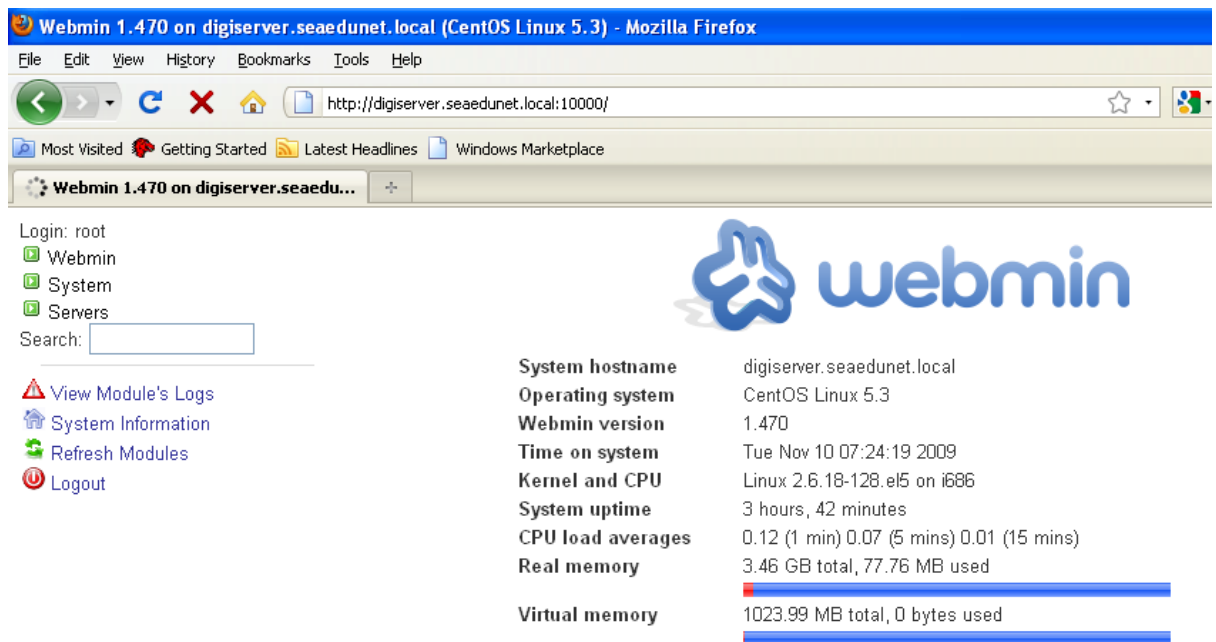 Webmin 1.470 on digiserver.seaedunet.local (CentOS Linux 5.3) - Mozilla Firefox
File Edit View History Bookmarks Tools Help
http://digiserver.seaedunet.local:10000/
Most Visited Getting Started Latest Headlines Windows Marketplace
Webmin 1.470 on digiserver.seaedu...
Login: root
Webmin
System
Servers
Search:
View Module's Logs
System Information
Refresh Modules
Logout
webmin
System hostname digiserver.seaedunet.local
Operating system CentOS Linux 5.3
Webmin version 1.470
Time on system Tue Nov 10 07:24:19 2009
Kernel and CPU Linux 2.6.18-128.el5 on i686
System uptime 3 hours, 42 minutes
CPU load averages 0.12 (1 min) 0.07 (5 mins) 0.01 (15 mins)
Real memory 3.46 GB total, 77.76 MB used
Virtual memory 1023.99 MB total, 0 bytes used